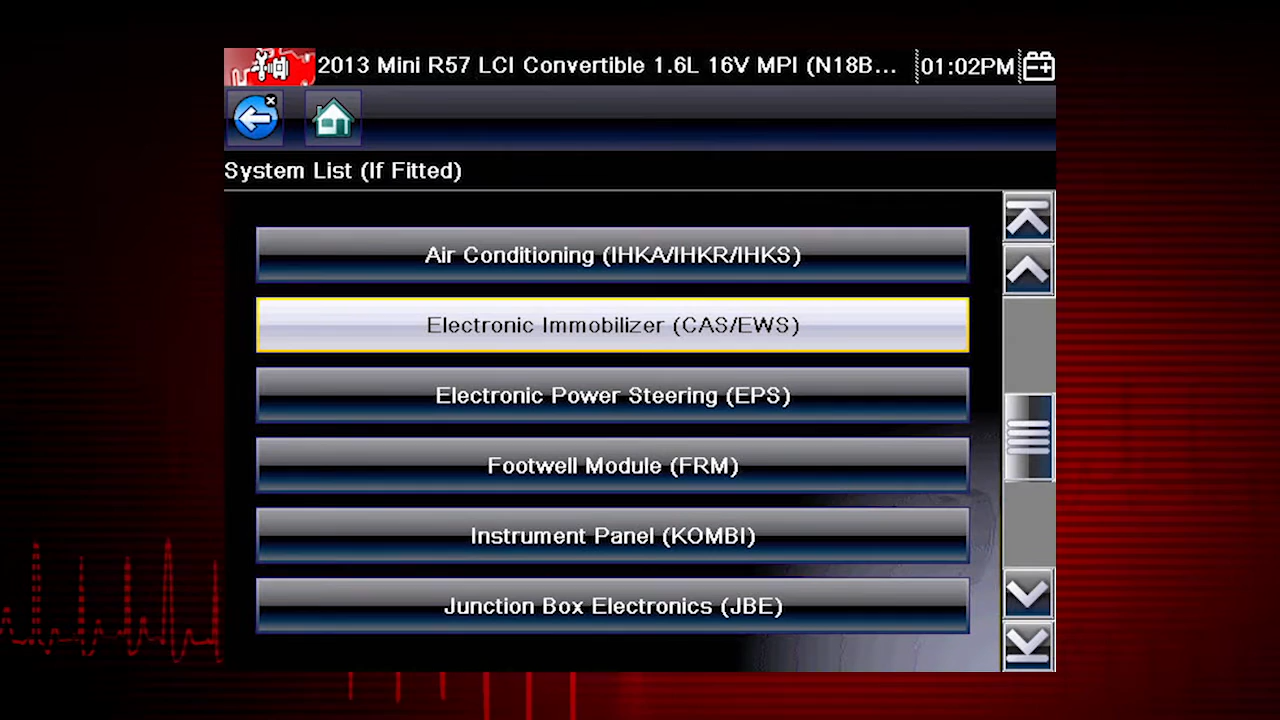 2013 Mini R57 LCI Convertible 1.6L 16V MPI (N18B... 01:02PM
System List (If Fitted)
Air Conditioning (IHKA/IHKR/IHKS)
Electronic Immobilizer (CAS/EWS)
Electronic Power Steering (EPS)
Footwell Module (FRM)
Instrument Panel (KOMBI)
Junction Box Electronics (JBE)